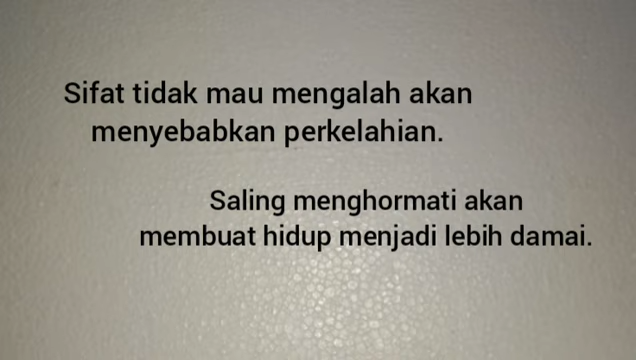 Sifat tidak mau mengalah akan
menyebabkan perkelahian.
Saling menghormati akan
membuat hidup menjadi lebih damai.